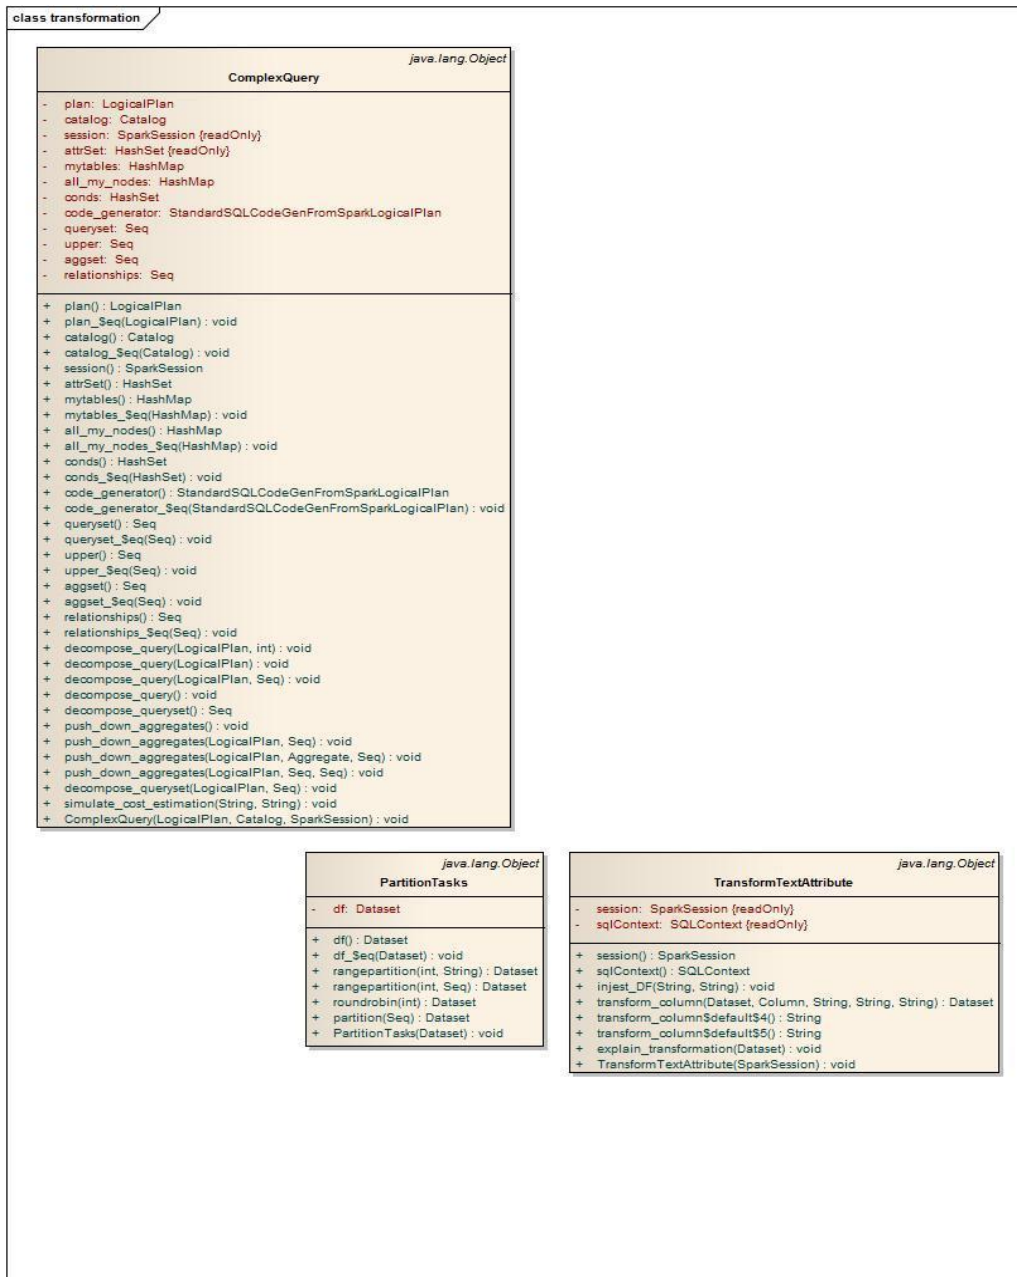 class transformation
java.lang.Object
ComplexQuery
- plan: LogicalPlan
- catalog: Catalog
- session: SparkSession {readOnly}
- attrSet: HashSet {readOnly}
- mytables: HashMap
- all_my_nodes: HashMap
- conds: HashSet
- code_generator: StandardSQLCodeGenFromSparkLogicalPlan
- queryset: Seq
- upper: Seq
- aggset: Seq
- relationships: Seq
+ plan() : LogicalPlan
+ plan_$eq(LogicalPlan) : void
+ catalog() : Catalog
+ catalog_$eq(Catalog) : void
+ session() : SparkSession
+ attrSet() : HashSet
+ mytables() : HashMap
+ mytables_$eq(HashMap) : void
+ all_my_nodes() : HashMap
+ all_my_nodes_$eq(HashMap) : void
+ conds() : HashSet
+ conds_$eq(HashSet) : void
+ code_generator() : StandardSQLCodeGenFromSparkLogicalPlan
+ code_generator_$eq(StandardSQLCodeGenFromSparkLogicalPlan) : void
+ queryset() : Seq
+ queryset_$eq(Seq) : void
+ upper() : Seq
+ upper_$eq(Seq) : void
+ aggset() : Seq
+ aggset_$eq(Seq) : void
+ relationships() : Seq
+ relationships_$eq(Seq) : void
+ decompose_query(LogicalPlan, int) : void
+ decompose_query(LogicalPlan) : void
+ decompose_query(LogicalPlan, Seq) : void
+ decompose_query() : void
+ decompose_queryset() : Seq
+ push_down_aggregates() : void
+ push_down_aggregates(LogicalPlan, Seq) : void
+ push_down_aggregates(LogicalPlan, Aggregate, Seq) : void
+ push_down_aggregates(LogicalPlan, Seq, Seq) : void
+ decompose_queryset(LogicalPlan, Seq) : void
+ simulate_cost_estimation(String, String) : void
+ ComplexQuery(LogicalPlan, Catalog, SparkSession) : void
java.lang.Object
PartitionTasks
- df: Dataset
+ df() : Dataset
+ df_$eq(Dataset) : void
+ rangepartition(int, String) : Dataset
+ rangepartition(int, Seq) : Dataset
+ roundrobin(int) : Dataset
+ partition(Seq) : Dataset
+ PartitionTasks(Dataset) : void
java.lang.Object
TransformTextAttribute
- session: SparkSession {readOnly}
- sqlContext: SQLContext {readOnly}
+ session() : SparkSession
+ sqlContext() : SQLContext
+ injest_DF(String, String) : void
+ transform_column(Dataset, Column, String, String, String) : Dataset
+ transform_column$default$4() : String
+ transform_column$default$5() : String
+ explain_transformation(Dataset) : void
+ TransformTextAttribute(SparkSession) : void